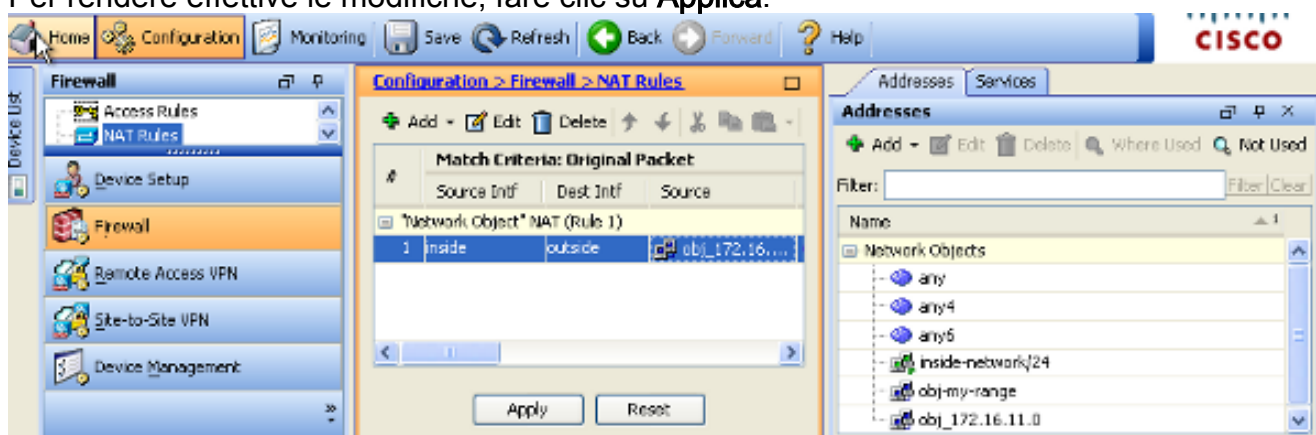 Per rendere effettive le modifiche, fare clic su Applica.
Home Configuration Monitoring Save Refresh Back Forward Help
CISCO
Device List
Firewall
Access Rules
NAT Rules
Device Setup
Firewall
Remote Access VPN
Site-to-Site VPN
Device Management
Configuration > Firewall > NAT Rules
Add Edit Delete
Match Criteria: Original Packet
# Source Intf Dest Intf Source
"Network Object" NAT (Rule 1)
1 inside outside obj_172.16....
Apply Reset
Addresses Services
Addresses
Add Edit Delete Where Used Not Used
Filter: Filter Clear
Name
Network Objects
any
any4
any6
inside-network/24
obj-my-range
obj_172.16.11.0